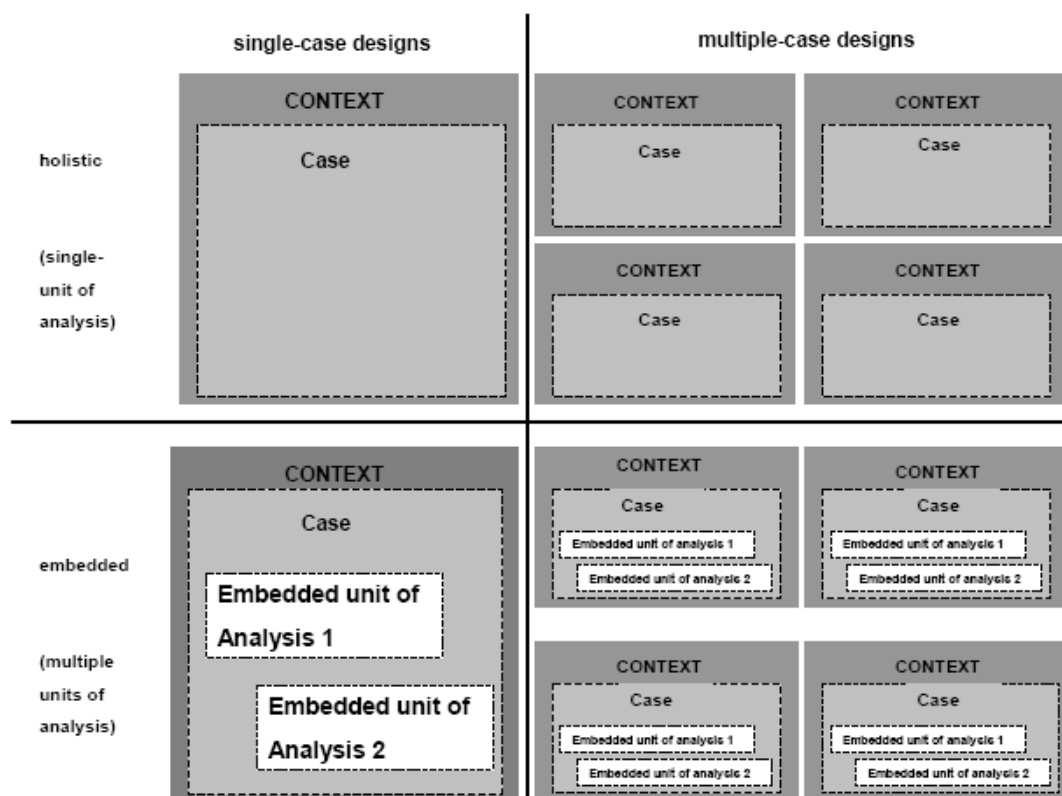 single-case designs
multiple-case designs
holistic
(single-
unit of
analysis)
CONTEXT
Case
CONTEXT
Case
CONTEXT
Case
CONTEXT
Case
CONTEXT
Case
embedded
(multiple
units of
analysis)
CONTEXT
Case
Embedded unit of
Analysis 1
Embedded unit of
Analysis 2
CONTEXT
Case
Embedded unit of analysis 1
Embedded unit of analysis 2
CONTEXT
Case
Embedded unit of analysis 1
Embedded unit of analysis 2
CONTEXT
Case
Embedded unit of analysis 1
Embedded unit of analysis 2
CONTEXT
Case
Embedded unit of analysis 1
Embedded unit of analysis 2